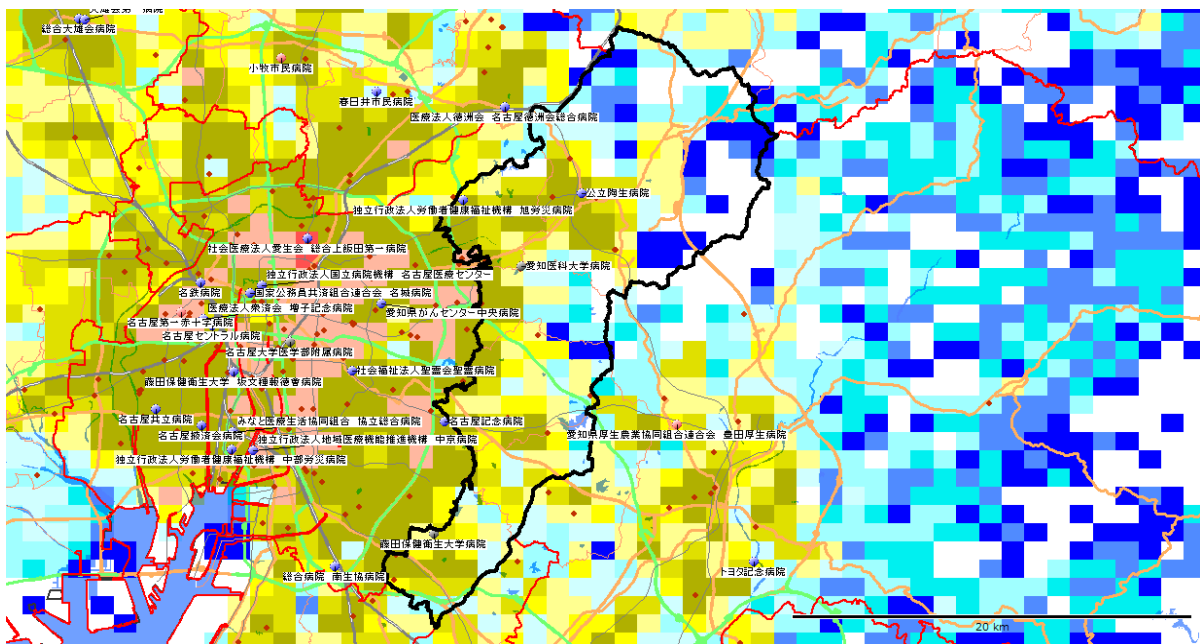 総合大雄会病院
小牧市民病院
春日井市民病院
医療法人徳洲会 名古屋徳洲会総合病院
公立陶生病院
独立行政法人労働者健康福祉機構 旭労災病院
社会医療法人愛生会 総合上飯田第一病院
愛知医科大学病院
独立行政法人国立病院機構 名古屋医療センター
名鉄病院
国家公務員共済組合連合会 名城病院
医療法人衆済会 増子記念病院
愛知県がんセンター中央病院
名古屋第一赤十字病院
名古屋セントラル病院
名古屋大学医学部附属病院
社会福祉法人聖霊会聖霊病院
藤田保健衛生大学 坂文種報徳會病院
名古屋共立病院
みなと医療生活協同組合 協立総合病院
名古屋記念病院
名古屋掖済会病院
独立行政法人地域医療機能推進機構 中京病院
愛知県厚生農業協同組合連合会 豊田厚生病院
独立行政法人労働者健康福祉機構 中部労災病院
藤田保健衛生大学病院
総合病院 南生協病院
トヨタ記念病院
20 km